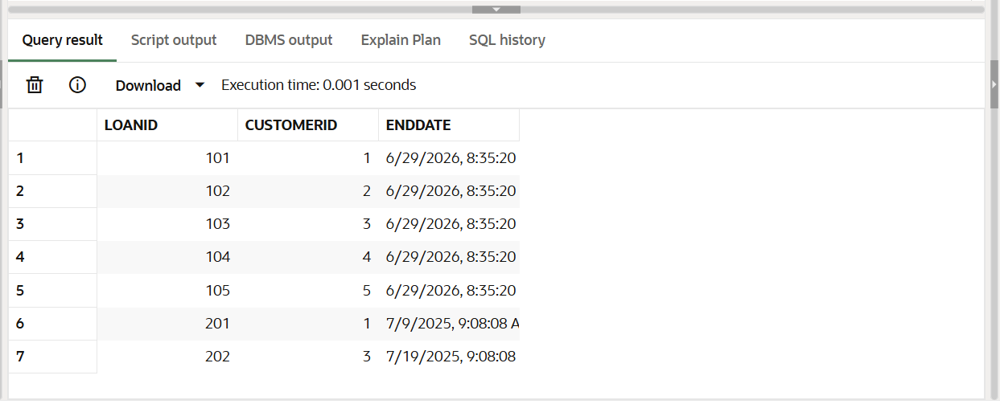 Query result Script output DBMS output Explain Plan SQL history
Download Execution time: 0.001 seconds
LOANID CUSTOMERID ENDDATE
1 101 1 6/29/2026, 8:35:20
2 102 2 6/29/2026, 8:35:20
3 103 3 6/29/2026, 8:35:20
4 104 4 6/29/2026, 8:35:20
5 105 5 6/29/2026, 8:35:20
6 201 1 7/9/2025, 9:08:08 A
7 202 3 7/19/2025, 9:08:08